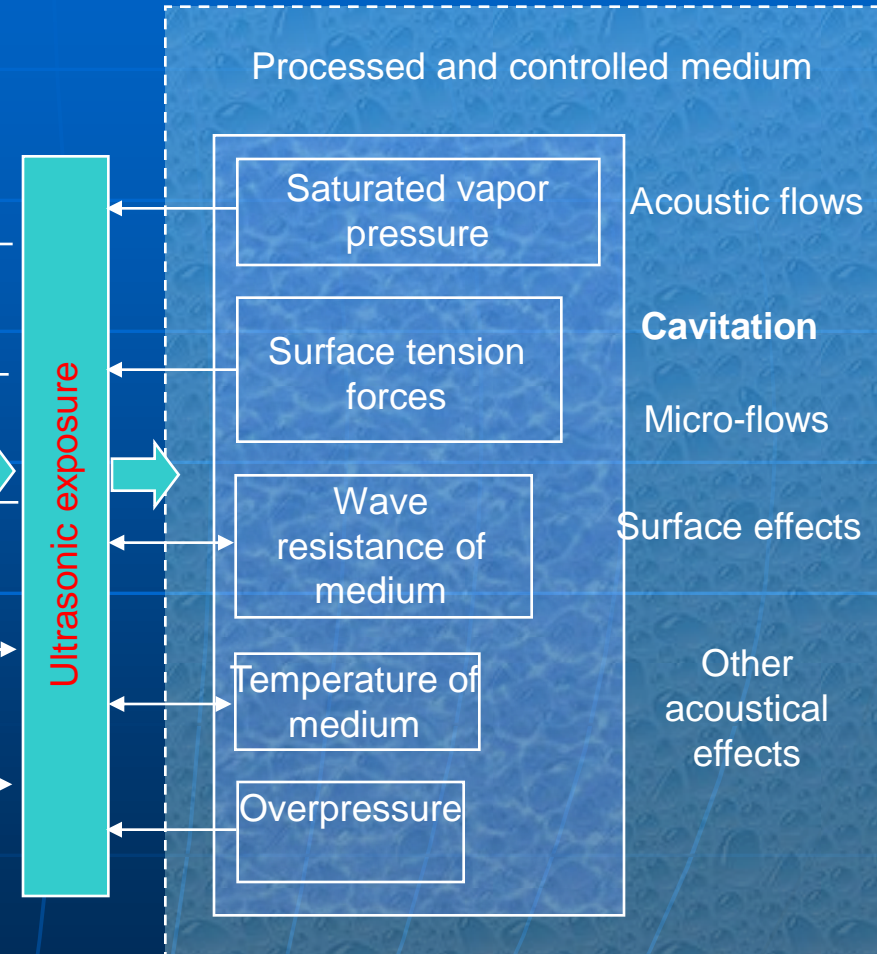 Processed and controlled medium
Ultrasonic exposure
Saturated vapor
pressure
Surface tension
forces
Wave
resistance of
medium
Temperature of
medium
Overpressure
Acoustic flows
Cavitation
Micro-flows
Surface effects
Other
acoustical
effects